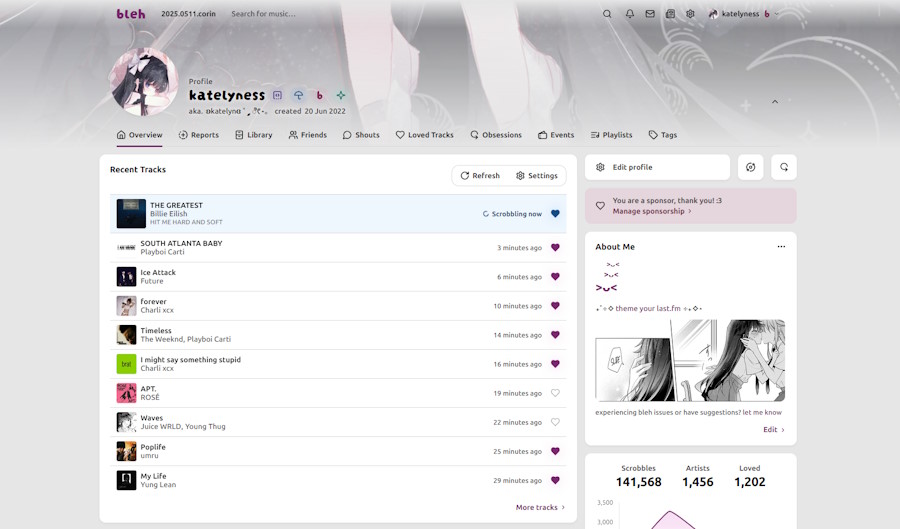 bleh
2025.0511.corin
Search for music...
katelyness
Profile
katelyness
created 20 Jun 2022
Overview
Reports
Library
Friends
Shouts
Loved Tracks
Obsessions
Events
Playlists
Tags
Recent Tracks
Refresh
Settings
THE GREATEST
Billie Eilish
HIT ME HARD AND SOFT
Scrobbling now
SOUTH ATLANTA BABY
Playboi Carti
3 minutes ago
Ice Attack
Future
6 minutes ago
forever
Charli xcx
10 minutes ago
Timeless
The Weeknd, Playboi Carti
14 minutes ago
brat
I might say something stupid
Charli xcx
16 minutes ago
APT.
ROSÉ
19 minutes ago
Waves
Juice WRLD, Young Thug
22 minutes ago
Poplife
umru
25 minutes ago
My Life
Yung Lean
29 minutes ago
More tracks
Edit profile
You are a sponsor, thank you! :3
Manage sponsorship
About Me
>ᴗ<
>ᴗ<
>ᴗ<
theme your last.fm
experiencing bleh issues or have suggestions? let me know
Edit
Scrobbles
141,568
Artists
1,456
Loved
1,202
3,500
3,000